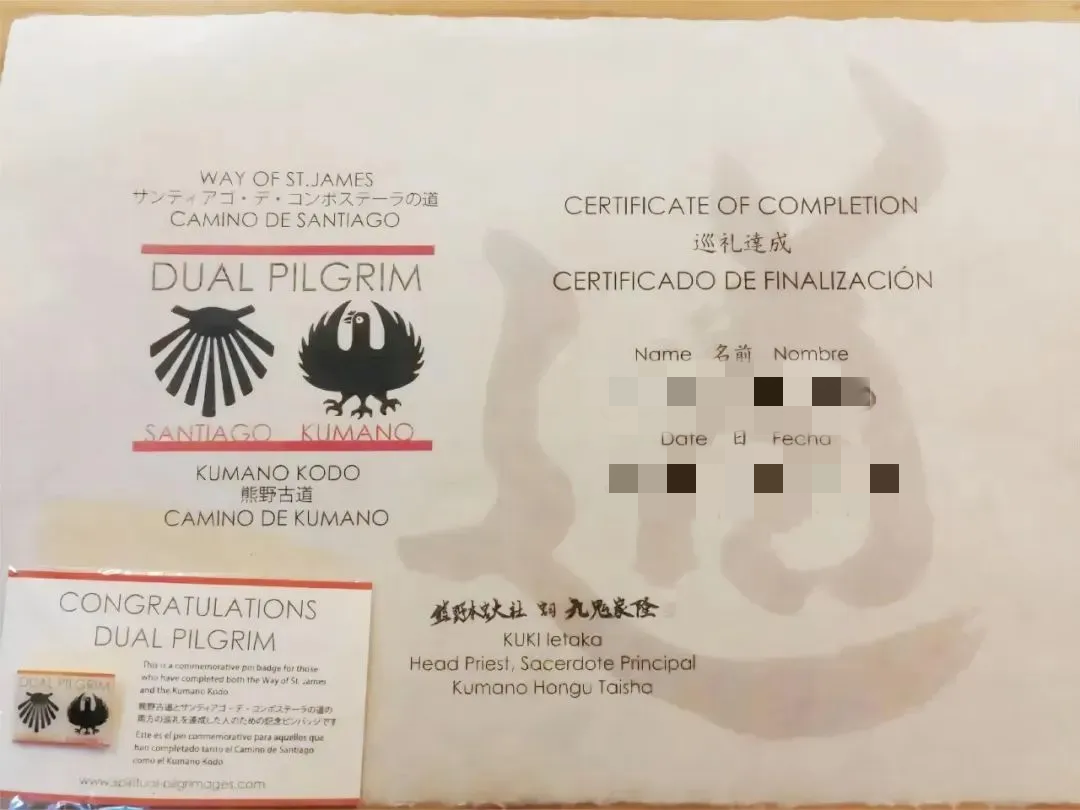 WAY OF ST.JAMES
サンティアゴ・デ・コンポステーラの道
CAMINO DE SANTIAGO
DUAL PILGRIM
SANTIAGO KUMANO
KUMANO KODO
熊野古道
CAMINO DE KUMANO
CERTIFICATE OF COMPLETION
巡礼達成
CERTIFICADO DE FINALIZACIÓN
Name 名前 Nombre
Date 日 Fecha
道
熊野本宮大社 宮司 九鬼家隆
KUKI Ietaka
Head Priest, Sacerdote Principal
Kumano Hongu Taisha
CONGRATULATIONS
DUAL PILGRIM
DUAL PILGRIM
This is a commemorative pin badge for those
who have completed both the Way of St. James
and the Kumano Kodo
熊野古道とサンティアゴ・デ・コンポステーラの道の
両方の巡礼を達成した人のための記念ピンバッジです
Este es el pin commemorative para aquellos que
han completado tanto el Camino de Santiago
como el Kumano Kodo
www.spiritual-pilgrimages.com